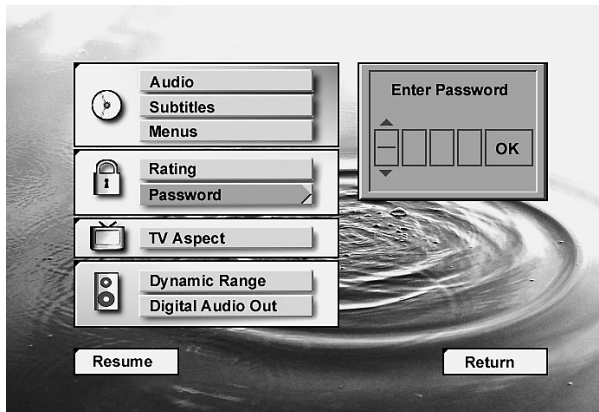 Audio
Subtitles
Menus
Rating
Password
TV Aspect
Dynamic Range
Digital Audio Out
Enter Password
OK
Resume
Return